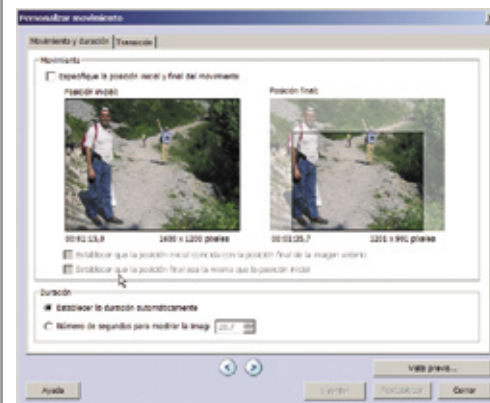 Personalizar movimiento
Movimiento y duración Transición
Movimiento
Especifique la posición inicial y final del movimiento
Posición inicial: Posición final:
1600 x 1200 píxeles 1201 x 901 píxeles
Establecer que la posición inicial coincida con la posición final de la imagen anterior
Establecer que la posición final sea la misma que la posición inicial
Duración
Establecer la duración automáticamente
Número de segundos para mostrar la imag
Vista previa...
Ayuda Cerrar